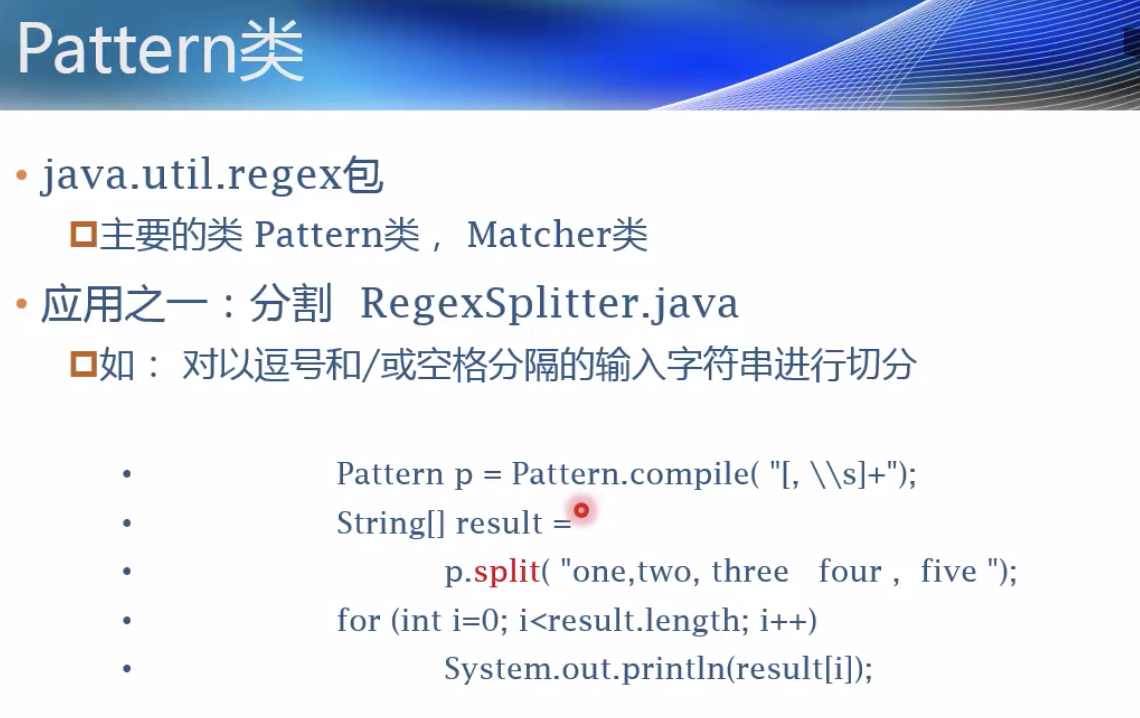 Pattern类
• java.util.regex包
主要的类 Pattern类， Matcher类
• 应用之一：分割 RegexSplitter.java
如： 对以逗号和/或空格分隔的输入字符串进行切分
• Pattern p = Pattern.compile( "[, \\s]+");
• String[] result =
• p.split( "one,two, three   four ,  five ");
• for (int i=0; i<result.length; i++)
• System.out.println(result[i]);